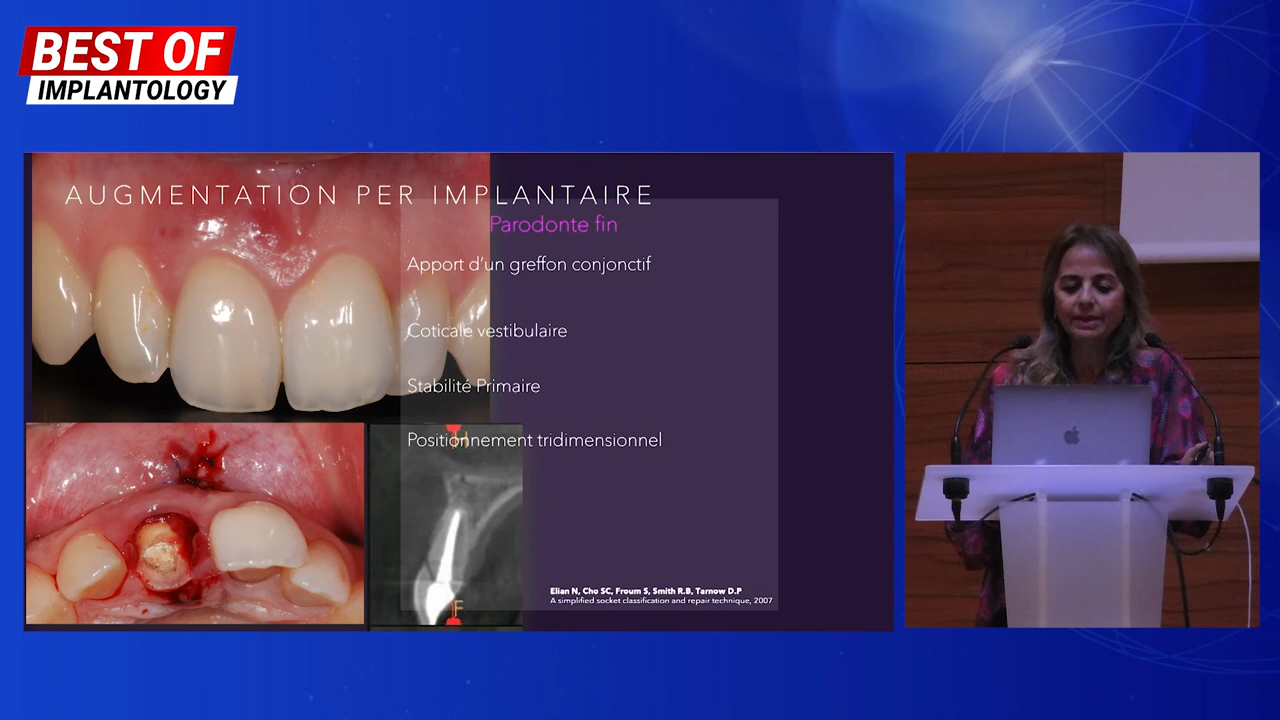 BEST OF
IMPLANTOLOGY
AUGMENTATION PER IMPLANTAIRE
Parodonte fin
Apport d'un greffon conjonctif
Coticale vestibulaire
Stabilité Primaire
Positionnement tridimensionnel
F
Elian N, Cho SC, Froum S, Smith R.B, Tarnow D.P
A simplified socket classification and repair technique, 2007